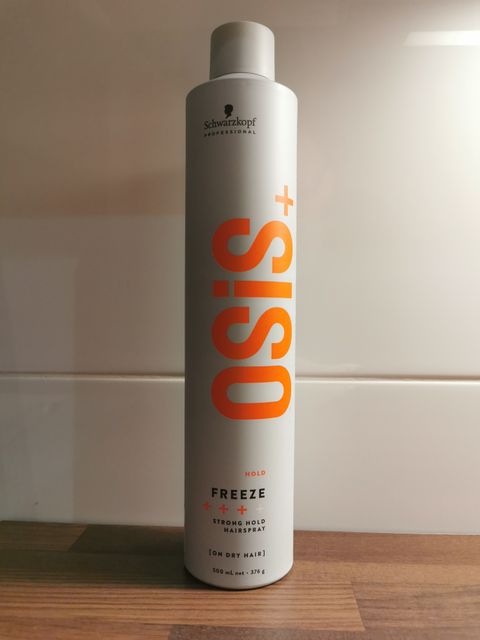 Schwarzkopf
PROFESSIONAL
OSiS+
HOLD
FREEZE
+ + + +
STRONG HOLD
HAIRSPRAY
[ON DRY HAIR]
500 mL net - 376 g